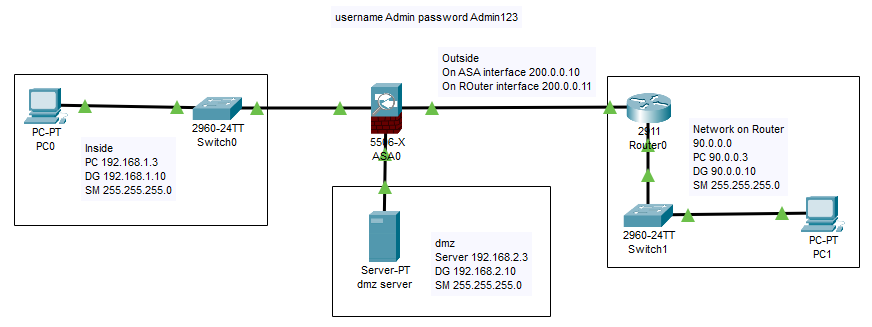 username Admin password Admin123
Outside
On ASA interface 200.0.0.10
On ROuter interface 200.0.0.11
PC-PT
PC0
2960-24TT
Switch0
5506-X
ASA0
2911
Router0
Inside
PC 192.168.1.3
DG 192.168.1.10
SM 255.255.255.0
Network on Router
90.0.0.0
PC 90.0.0.3
DG 90.0.0.10
SM 255.255.255.0
2960-24TT
Switch1
PC-PT
PC1
Server-PT
dmz server
dmz
Server 192.168.2.3
DG 192.168.2.10
SM 255.255.255.0